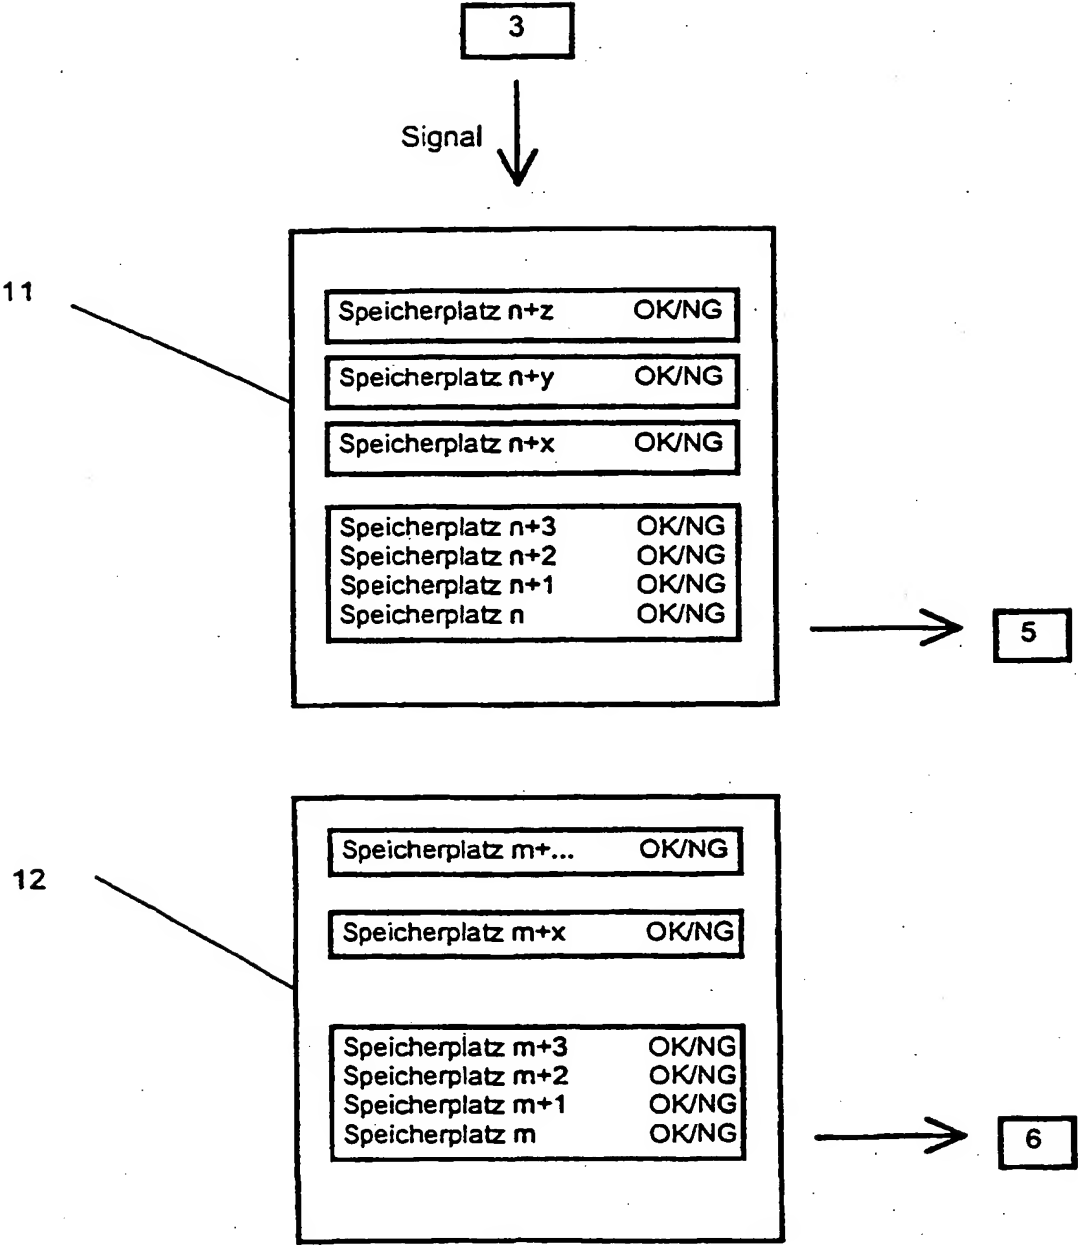 3
Signal
11
Speicherplatz n+z OK/NG
Speicherplatz n+y OK/NG
Speicherplatz n+x OK/NG
Speicherplatz n+3 OK/NG
Speicherplatz n+2 OK/NG
Speicherplatz n+1 OK/NG
Speicherplatz n OK/NG
5
12
Speicherplatz m+... OK/NG
Speicherplatz m+x OK/NG
Speicherplatz m+3 OK/NG
Speicherplatz m+2 OK/NG
Speicherplatz m+1 OK/NG
Speicherplatz m OK/NG
6